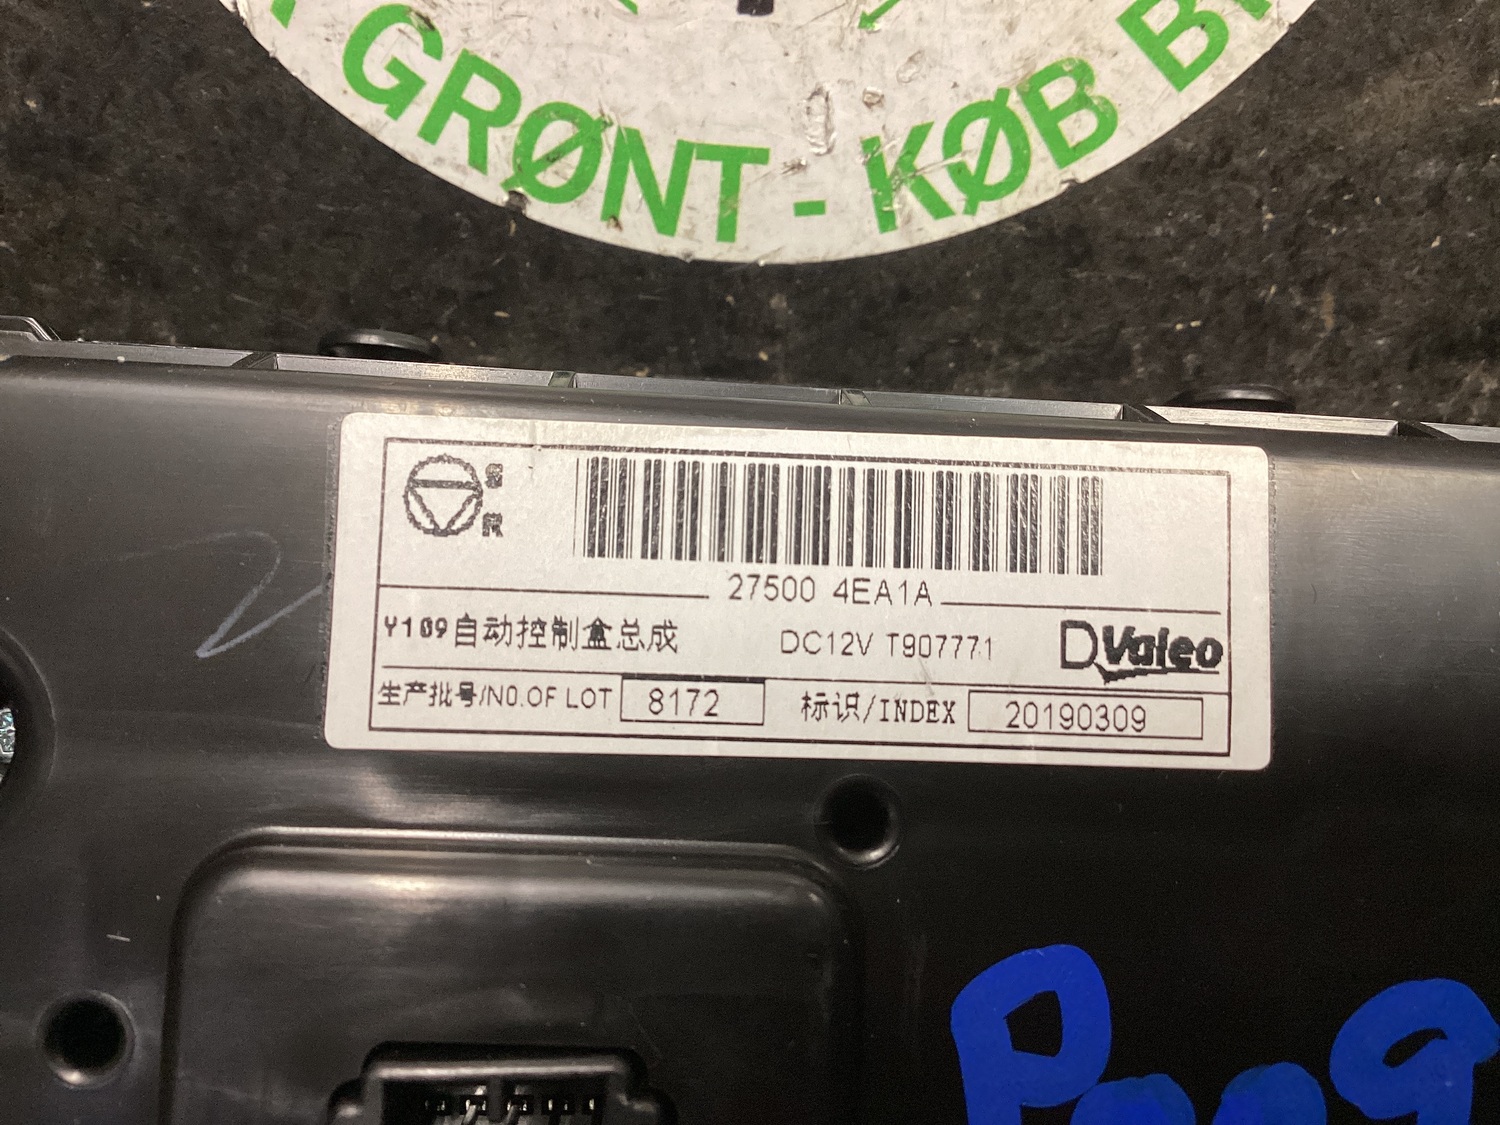 GRØNT - KØB
S
R
27500 4EA1A
Y109自动控制盒总成 DC12V T907771 Valeo
生产批号/NO.OF LOT 8172 标识/INDEX 20190309